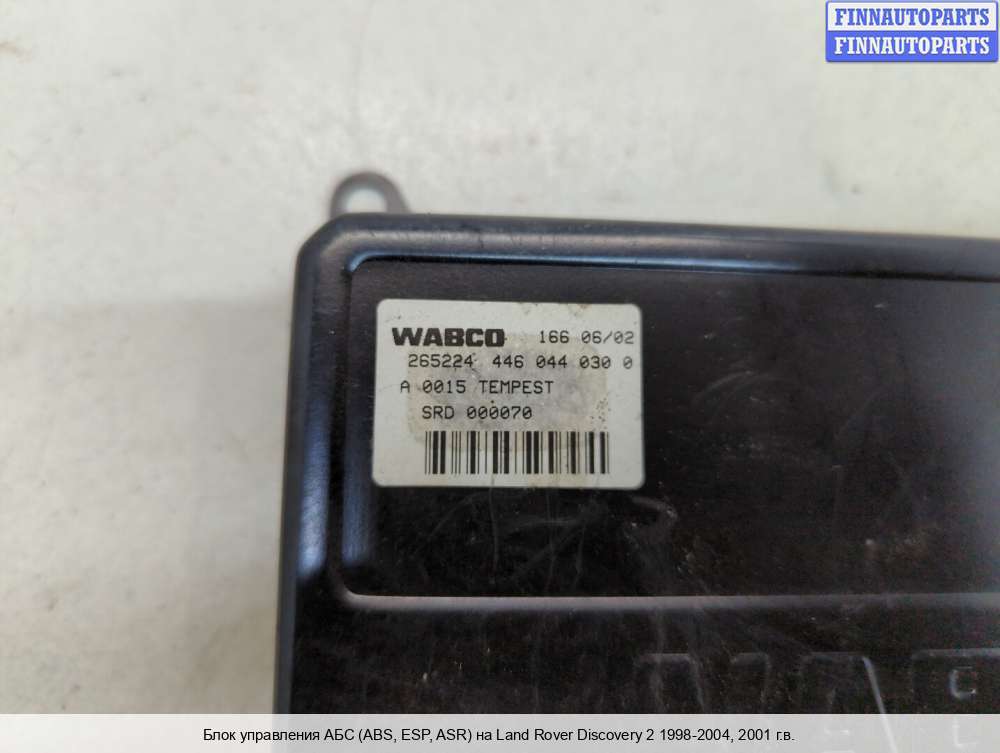 FINNAUTOPARTS
FINNAUTOPARTS
WABCO 166 06/02
265224 446 044 030 0
A 0015 TEMPEST
SRD 000070
Блок управления АБС (ABS, ESP, ASR) на Land Rover Discovery 2 1998-2004, 2001 г.в.